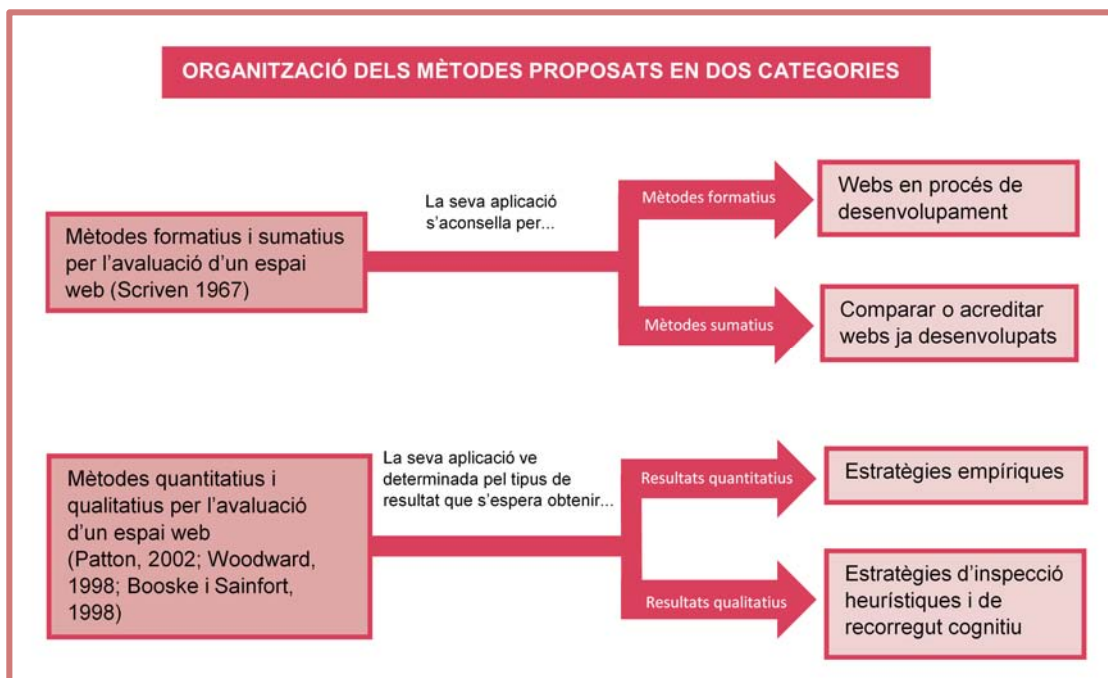 ORGANITZACIÓ DELS MÈTODES PROPOSATS EN DOS CATEGORIES
Mètodes formatius i sumatius
per l’avaluació d’un espai
web (Scriven 1967)
La seva aplicació
s’aconsella per...
Mètodes formatius
Webs en procés de
desenvolupament
Mètodes sumatius
Comparar o acreditar
webs ja desenvolupats
Mètodes quantitatius i
qualitatius per l’avaluació
d’un espai web
(Patton, 2002; Woodward,
1998; Booske i Sainfort,
1998)
La seva aplicació ve
determinada pel tipus de
resultat que s’espera obtenir...
Resultats quantitatius
Estratègies empíriques
Resultats qualitatius
Estratègies d’inspecció
heurístiques i de
recorregut cognitiu